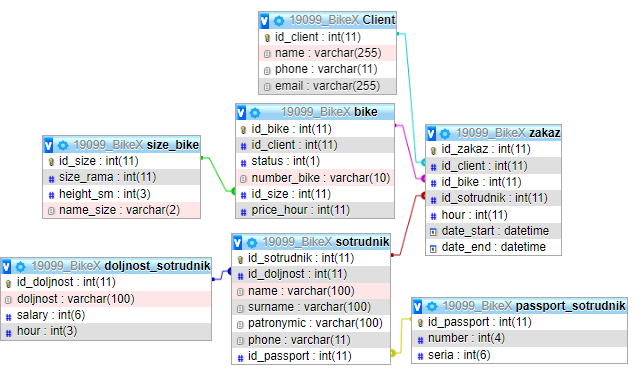 19099_BikeX Client
id_client : int(11)
name : varchar(255)
phone : varchar(11)
email : varchar(255)
19099_BikeX bike
id_bike : int(11)
id_client : int(11)
status : int(1)
number_bike : varchar(10)
id_size : int(11)
price_hour : int(11)
19099_BikeX size_bike
id_size : int(11)
size_rama : int(11)
height_sm : int(3)
name_size : varchar(2)
19099_BikeX zakaz
id_zakaz : int(11)
id_client : int(11)
id_bike : int(11)
id_sotrudnik : int(11)
hour : int(11)
date_start : datetime
date_end : datetime
19099_BikeX sotrudnik
id_sotrudnik : int(11)
id_doljnost : int(11)
name : varchar(100)
surname : varchar(100)
patronymic : varchar(100)
phone : varchar(11)
id_passport : int(11)
19099_BikeX doljnost_sotrudnik
id_doljnost : int(11)
doljnost : varchar(100)
salary : int(6)
hour : int(3)
19099_BikeX passport_sotrudnik
id_passport : int(11)
number : int(4)
seria : int(6)